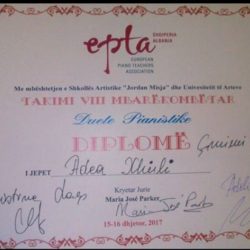 epta
SHQIPERIA
ALBANIA
EUROPEAN
PIANO TEACHERS
ASSOCIATION
Me mbështetjen e Shkollës Artistike "Jordan Misja" dhe Universitetit të Arteve
TAKIMI VIII MBARËKOMBËTAR
Duete Pianistike
DIPLOMË
I JEPET Adea
Kryetar Jurie
Maria José Parker
15-16 dhjetor, 2017